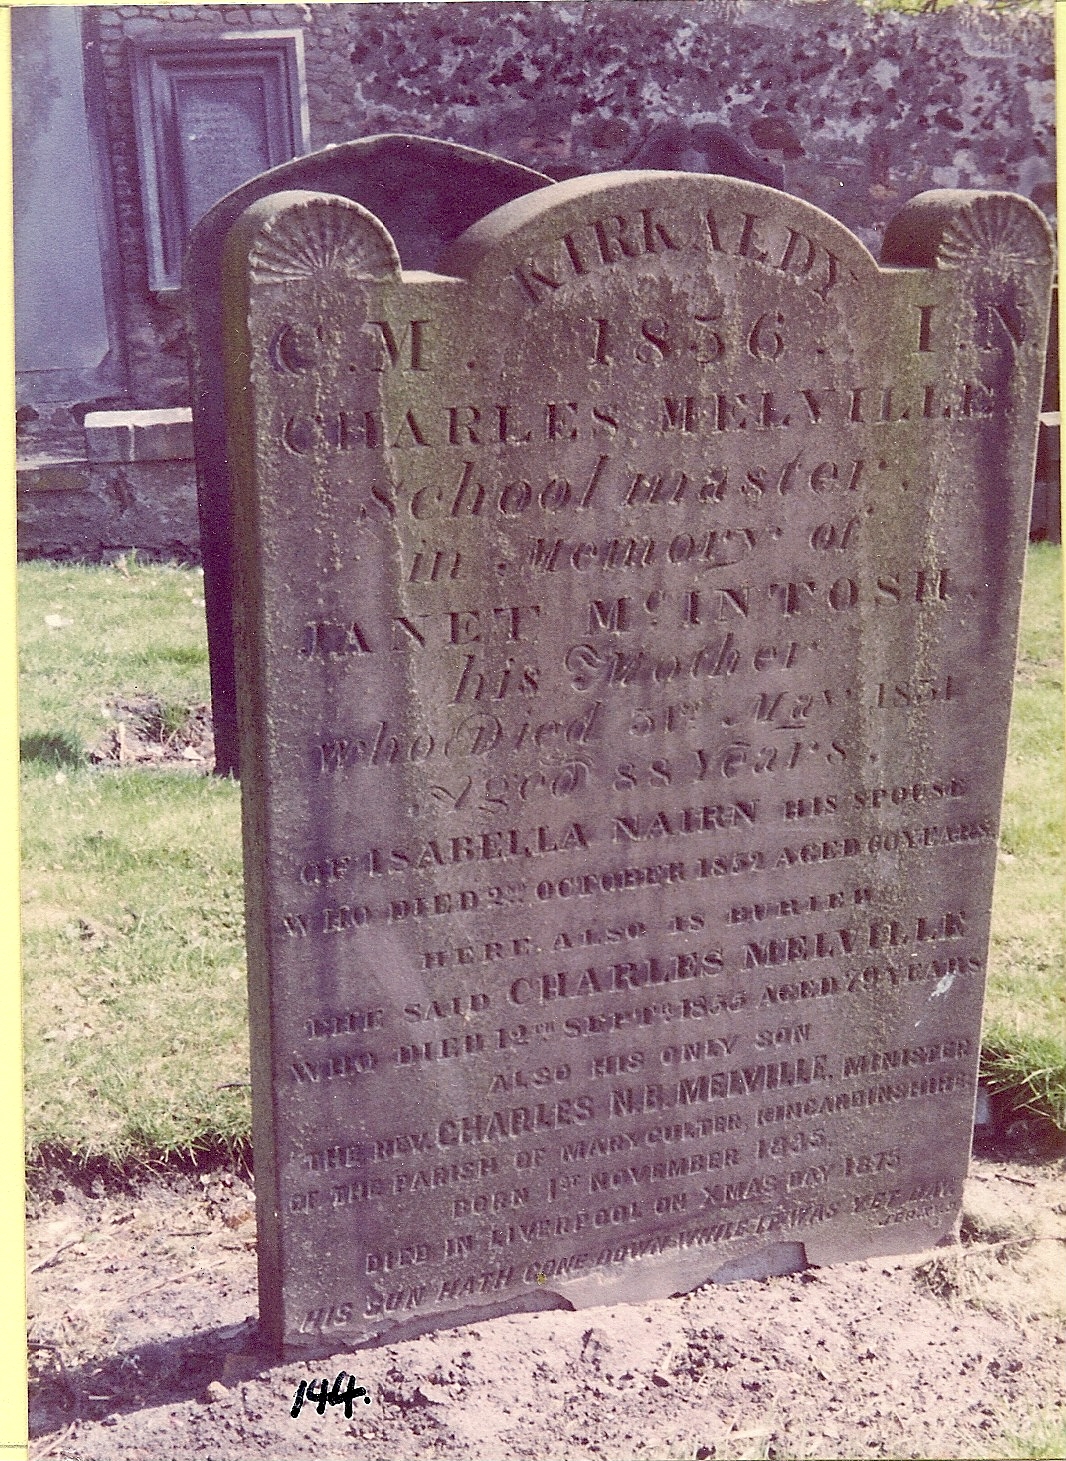 KIRKALDY
C.M. 1856. I.N.
CHARLES MELVILLE
School master.
in Memory of
JANET McINTOSH.
his Mother
who Died 31st May 1831
Aged 88 Years.
OF ISABELLA NAIRN HIS SPOUSE
WHO DIED 2ND OCTOBER 1852 AGED 60 YEARS.
HERE ALSO IS BURIED
THE SAID CHARLES MELVILLE
WHO DIED 12TH SEPTR 1855 AGED 79 YEARS
ALSO HIS ONLY SON
THE REV. CHARLES N.B. MELVILLE, MINISTER
OF THE PARISH OF MARYCULTER, KINCARDINSHIRE
BORN 1ST NOVEMBER 1835.
DIED IN LIVERPOOL ON XMAS DAY 1875
HIS SUN HATH GONE DOWN WHILE IT WAS YET DAY.
144.